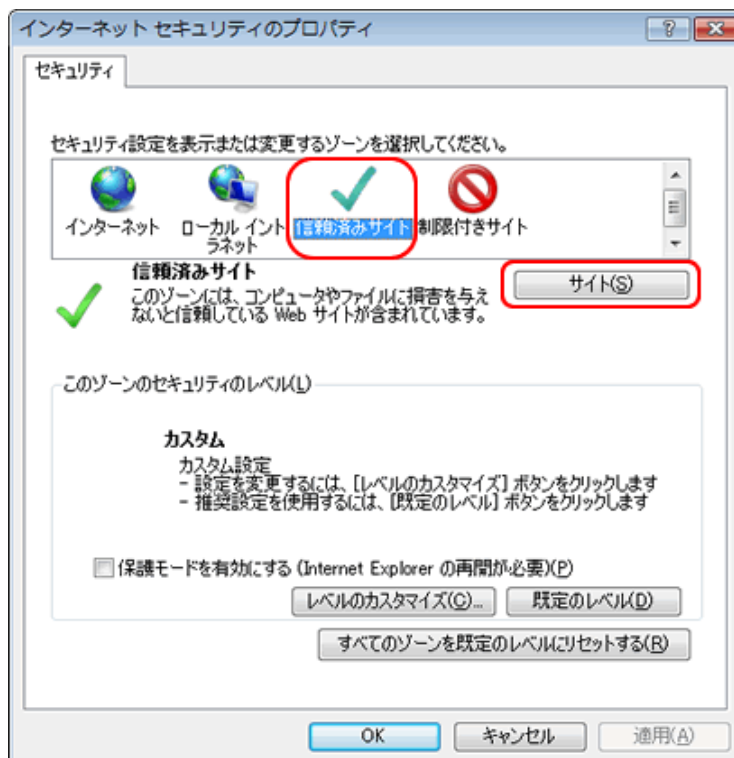 インターネット セキュリティのプロパティ
セキュリティ
セキュリティ設定を表示または変更するゾーンを選択してください。
インターネット
ローカル イント
ラネット
信頼済みサイト
制限付きサイト
信頼済みサイト
サイト(S)
このゾーンには、コンピュータやファイルに損害を与え
ないと信頼している Web サイトが含まれています。
このゾーンのセキュリティのレベル(L)
カスタム
カスタム設定
- 設定を変更するには、[レベルのカスタマイズ] ボタンをクリックします
- 推奨設定を使用するには、[既定のレベル] ボタンをクリックします
保護モードを有効にする (Internet Explorer の再開が必要)(P)
レベルのカスタマイズ(C)...
既定のレベル(D)
すべてのゾーンを既定のレベルにリセットする(R)
OK
キャンセル
適用(A)